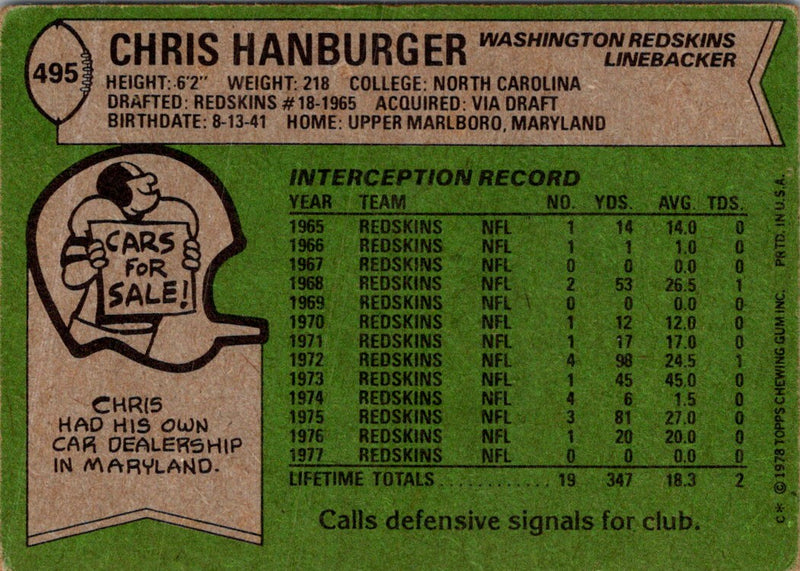 495
CHRIS HANBURGER
WASHINGTON REDSKINS
LINEBACKER
HEIGHT: 6'2" WEIGHT: 218 COLLEGE: NORTH CAROLINA
DRAFTED: REDSKINS #18-1965 ACQUIRED: VIA DRAFT
BIRTHDATE: 8-13-41 HOME: UPPER MARLBORO, MARYLAND
CARS
FOR
SALE!
CHRIS
HAD HIS OWN
CAR DEALERSHIP
IN MARYLAND.
INTERCEPTION RECORD
YEAR TEAM NO. YDS. AVG. TDS.
1965 REDSKINS NFL 1 14 14.0 0
1966 REDSKINS NFL 1 1 1.0 0
1967 REDSKINS NFL 0 0 0.0 0
1968 REDSKINS NFL 2 53 26.5 1
1969 REDSKINS NFL 0 0 0.0 0
1970 REDSKINS NFL 1 12 12.0 0
1971 REDSKINS NFL 1 17 17.0 0
1972 REDSKINS NFL 4 98 24.5 1
1973 REDSKINS NFL 1 45 45.0 0
1974 REDSKINS NFL 4 6 1.5 0
1975 REDSKINS NFL 3 81 27.0 0
1976 REDSKINS NFL 1 20 20.0 0
1977 REDSKINS NFL 0 0 0.0 0
LIFETIME TOTALS............ 19 347 18.3 2
Calls defensive signals for club.
C* © 1978 TOPPS CHEWING GUM INC. PRTD. IN U.S.A.